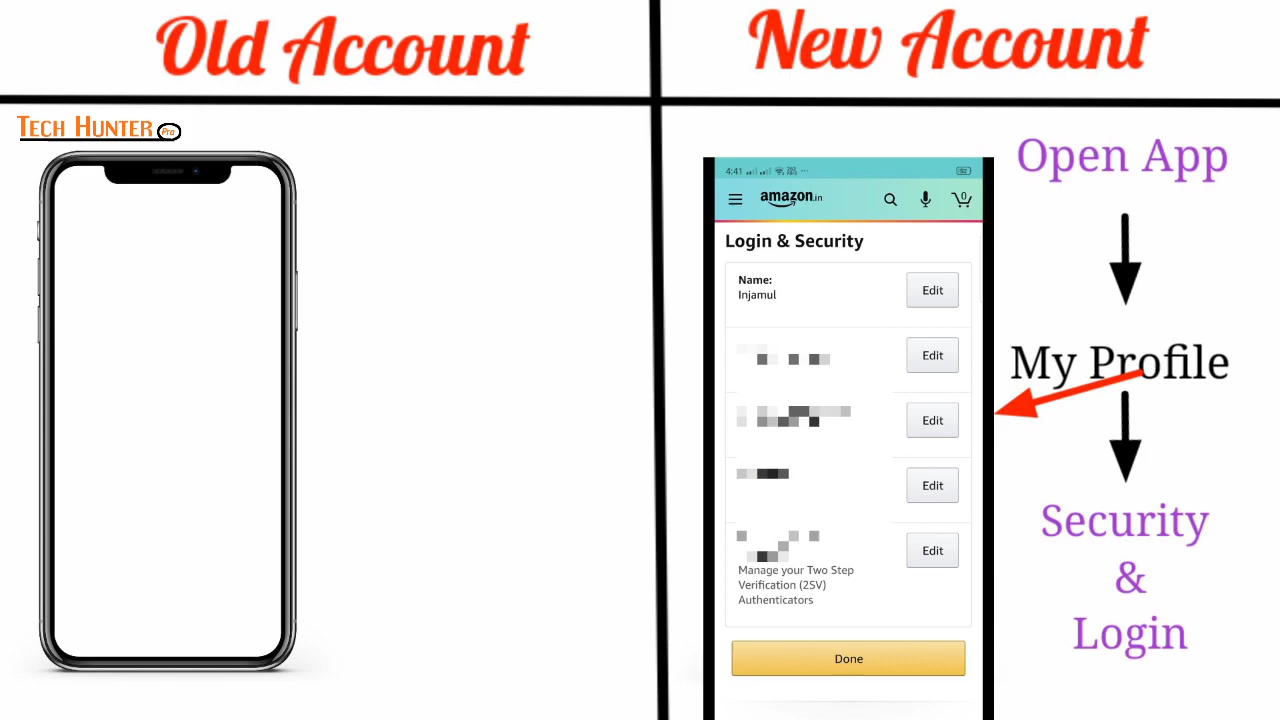 Old Account
New Account
TECH HUNTER Pro
Open App
My Profile
Security
&
Login
4:41
92
amazon.in
0
Login & Security
Name:
Injamul
Edit
Edit
Edit
Edit
Edit
Manage your Two Step
Verification (2SV)
Authenticators
Done